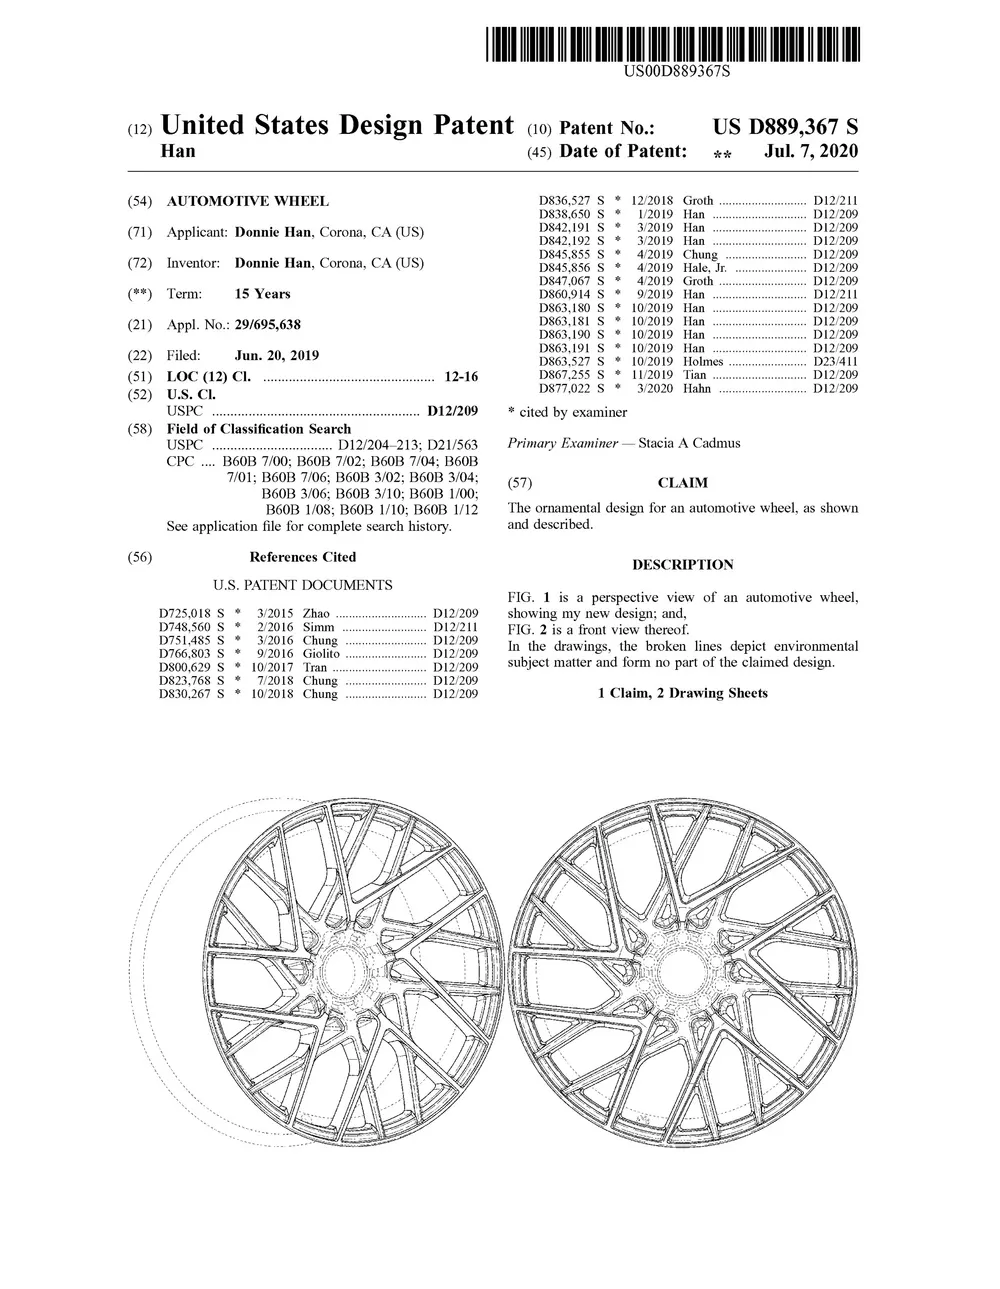 US00D889367S
(12) United States Design Patent
Han
(10) Patent No.: US D889,367 S
(45) Date of Patent: ** Jul. 7, 2020
(54) AUTOMOTIVE WHEEL
(71) Applicant: Donnie Han, Corona, CA (US)
(72) Inventor: Donnie Han, Corona, CA (US)
(**) Term: 15 Years
(21) Appl. No.: 29/695,638
(22) Filed: Jun. 20, 2019
(51) LOC (12) Cl. ............................................... 12-16
(52) U.S. Cl.
USPC ......................................................... D12/209
(58) Field of Classification Search
USPC ................................. D12/204–213; D21/563
CPC .... B60B 7/00; B60B 7/02; B60B 7/04; B60B
7/01; B60B 7/06; B60B 3/02; B60B 3/04;
B60B 3/06; B60B 3/10; B60B 1/00;
B60B 1/08; B60B 1/10; B60B 1/12
See application file for complete search history.
(56) References Cited
U.S. PATENT DOCUMENTS
D725,018 S * 3/2015 Zhao ........................... D12/209
D748,560 S * 2/2016 Simm ......................... D12/211
D751,485 S * 3/2016 Chung ........................ D12/209
D766,803 S * 9/2016 Giolito ........................ D12/209
D800,629 S * 10/2017 Tran ............................ D12/209
D823,768 S * 7/2018 Chung ........................ D12/209
D830,267 S * 10/2018 Chung ........................ D12/209
D836,527 S * 12/2018 Groth .......................... D12/211
D838,650 S * 1/2019 Han ............................ D12/209
D842,191 S * 3/2019 Han ............................ D12/209
D842,192 S * 3/2019 Han ............................ D12/209
D845,855 S * 4/2019 Chung ........................ D12/209
D845,856 S * 4/2019 Hale, Jr. ..................... D12/209
D847,067 S * 4/2019 Groth .......................... D12/209
D860,914 S * 9/2019 Han ............................ D12/211
D863,180 S * 10/2019 Han ............................ D12/209
D863,181 S * 10/2019 Han ............................ D12/209
D863,190 S * 10/2019 Han ............................ D12/209
D863,191 S * 10/2019 Han ............................ D12/209
D863,527 S * 10/2019 Holmes ....................... D23/411
D867,255 S * 11/2019 Tian ............................ D12/209
D877,022 S * 3/2020 Hahn .......................... D12/209
* cited by examiner
Primary Examiner — Stacia A Cadmus
(57) CLAIM
The ornamental design for an automotive wheel, as shown
and described.
DESCRIPTION
FIG. 1 is a perspective view of an automotive wheel,
showing my new design; and,
FIG. 2 is a front view thereof.
In the drawings, the broken lines depict environmental
subject matter and form no part of the claimed design.
1 Claim, 2 Drawing Sheets